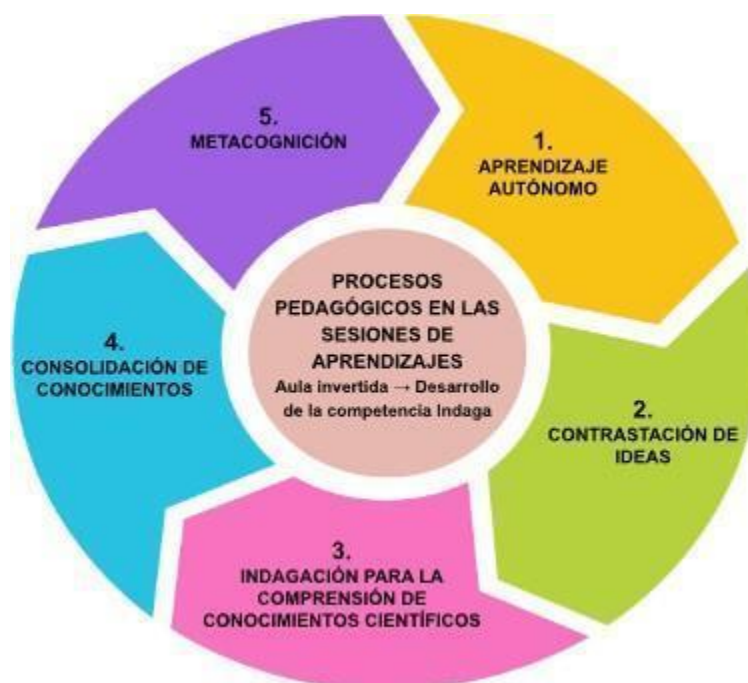 PROCESOS
PEDAGÓGICOS EN LAS
SESIONES DE
APRENDIZAJES
Aula invertida → Desarrollo
de la competencia Indaga
1.
APRENDIZAJE
AUTÓNOMO
2.
CONTRASTACIÓN DE
IDEAS
3.
INDAGACIÓN PARA LA
COMPRENSIÓN DE
CONOCIMIENTOS CIENTÍFICOS
4.
CONSOLIDACIÓN DE
CONOCIMIENTOS
5.
METACOGNICIÓN